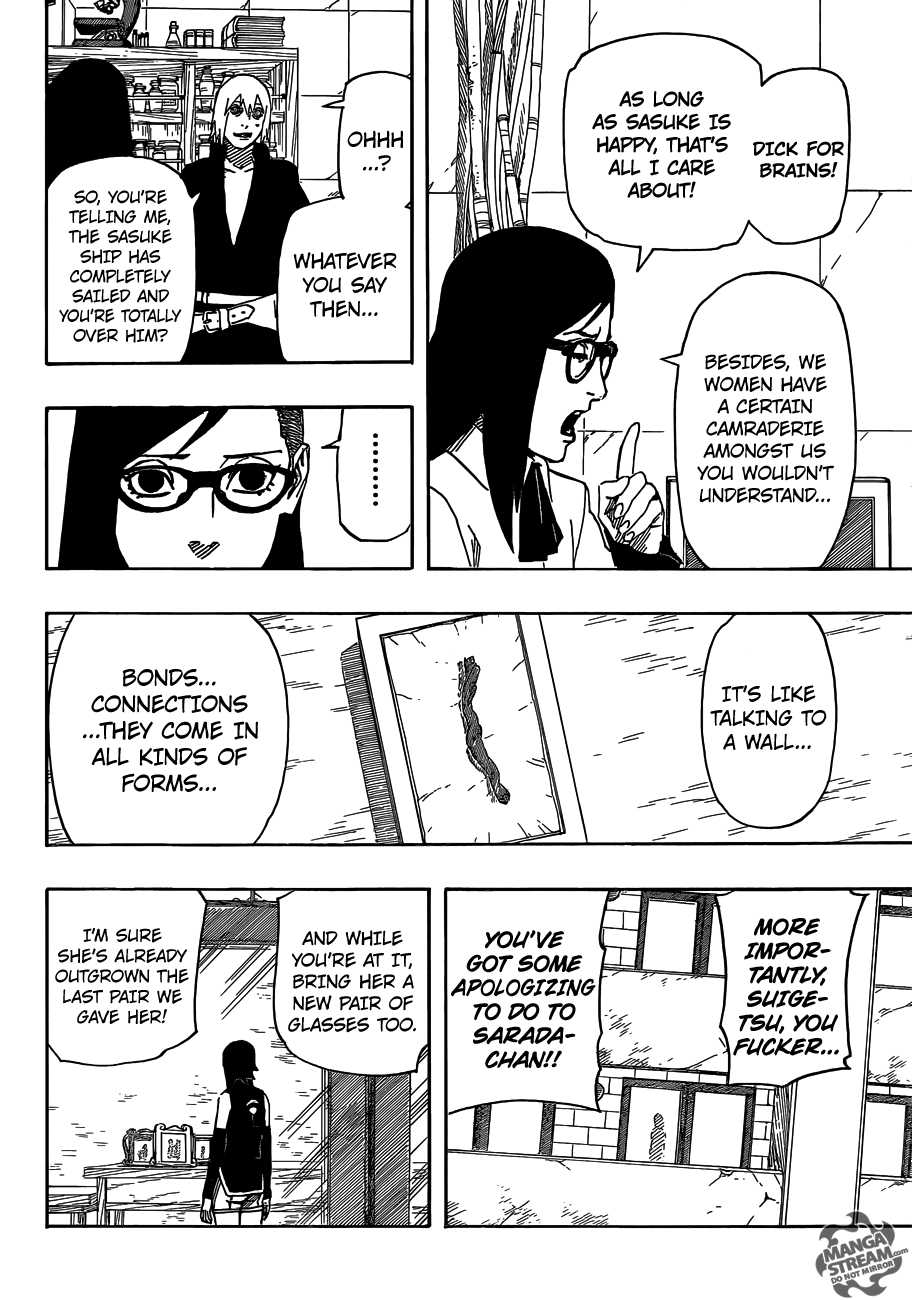 DICK FOR
BRAINS!
AS LONG
AS SASUKE IS
HAPPY, THAT'S
ALL I CARE
ABOUT!
BESIDES, WE
WOMEN HAVE
A CERTAIN
CAMRADERIE
AMONGST US
YOU WOULDN'T
UNDERSTAND...
OHHH
...?
WHATEVER
YOU SAY
THEN...
SO, YOU'RE
TELLING ME,
THE SASUKE
SHIP HAS
COMPLETELY
SAILED AND
YOU'RE TOTALLY
OVER HIM?
........
IT'S LIKE
TALKING TO
A WALL...
BONDS...
CONNECTIONS
...THEY COME IN
ALL KINDS OF
FORMS...
MORE
IMPOR-
TANTLY,
SUIGE-
TSU, YOU
FUCKER...
YOU'VE
GOT SOME
APOLOGIZING
TO DO TO
SARADA-
CHAN!!
AND WHILE
YOU'RE AT IT,
BRING HER A
NEW PAIR OF
GLASSES TOO.
I'M SURE
SHE'S ALREADY
OUTGROWN THE
LAST PAIR WE
GAVE HER!
MANGA
STREAM.com
DO NOT MIRROR!